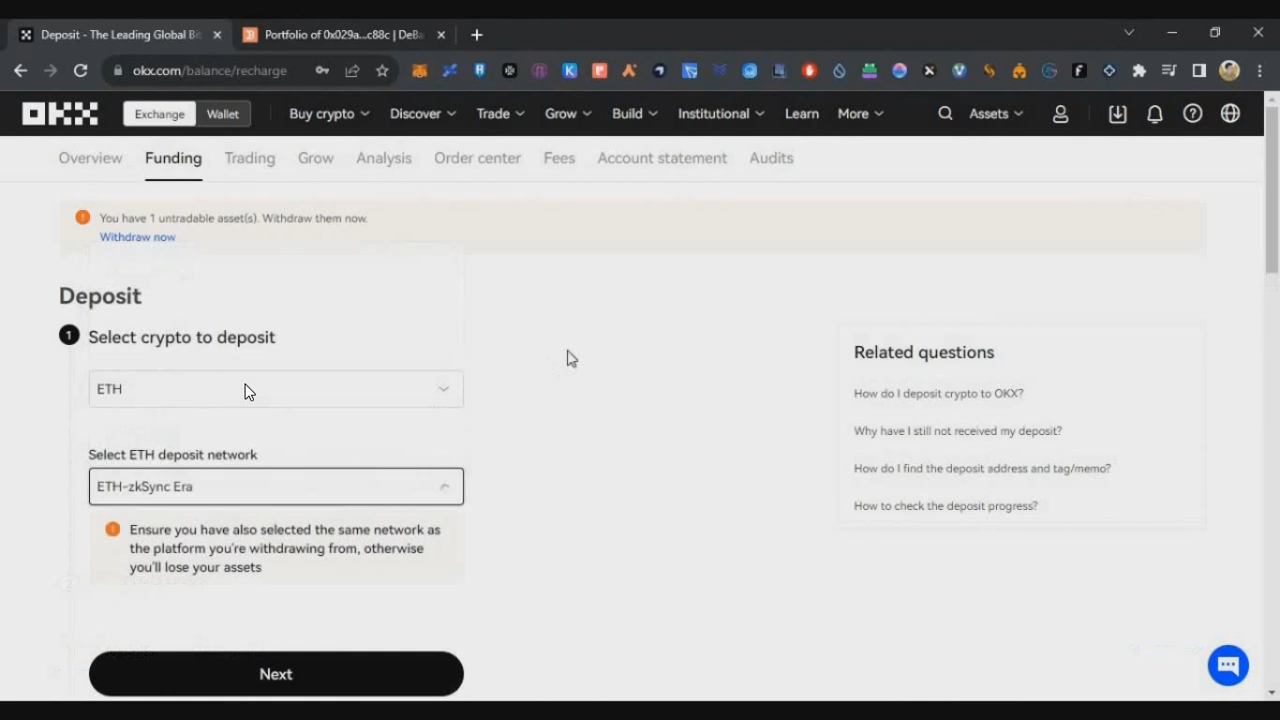 Deposit - The Leading Global Bi
Portfolio of 0x029a...c88c | DeBa
okx.com/balance/recharge
OKX
Exchange
Wallet
Buy crypto
Discover
Trade
Grow
Build
Institutional
Learn
More
Assets
Overview
Funding
Trading
Grow
Analysis
Order center
Fees
Account statement
Audits
You have 1 untradable asset(s). Withdraw them now.
Withdraw now
Deposit
1 Select crypto to deposit
ETH
Select ETH deposit network
ETH-zkSync Era
Ensure you have also selected the same network as
the platform you're withdrawing from, otherwise
you'll lose your assets
Next
Related questions
How do I deposit crypto to OKX?
Why have I still not received my deposit?
How do I find the deposit address and tag/memo?
How to check the deposit progress?